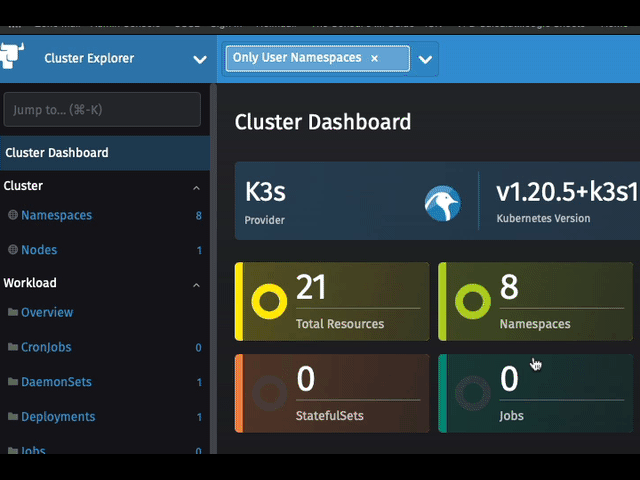 Cluster Explorer
Only User Namespaces ×
Jump to... (⌘-K)
Cluster Dashboard
Cluster
Namespaces 8
Nodes 1
Workload
Overview
CronJobs 0
DaemonSets 1
Deployments 1
Jobs 0
Cluster Dashboard
K3s
Provider
v1.20.5+k3s1
Kubernetes Version
21
Total Resources
8
Namespaces
0
StatefulSets
0
Jobs